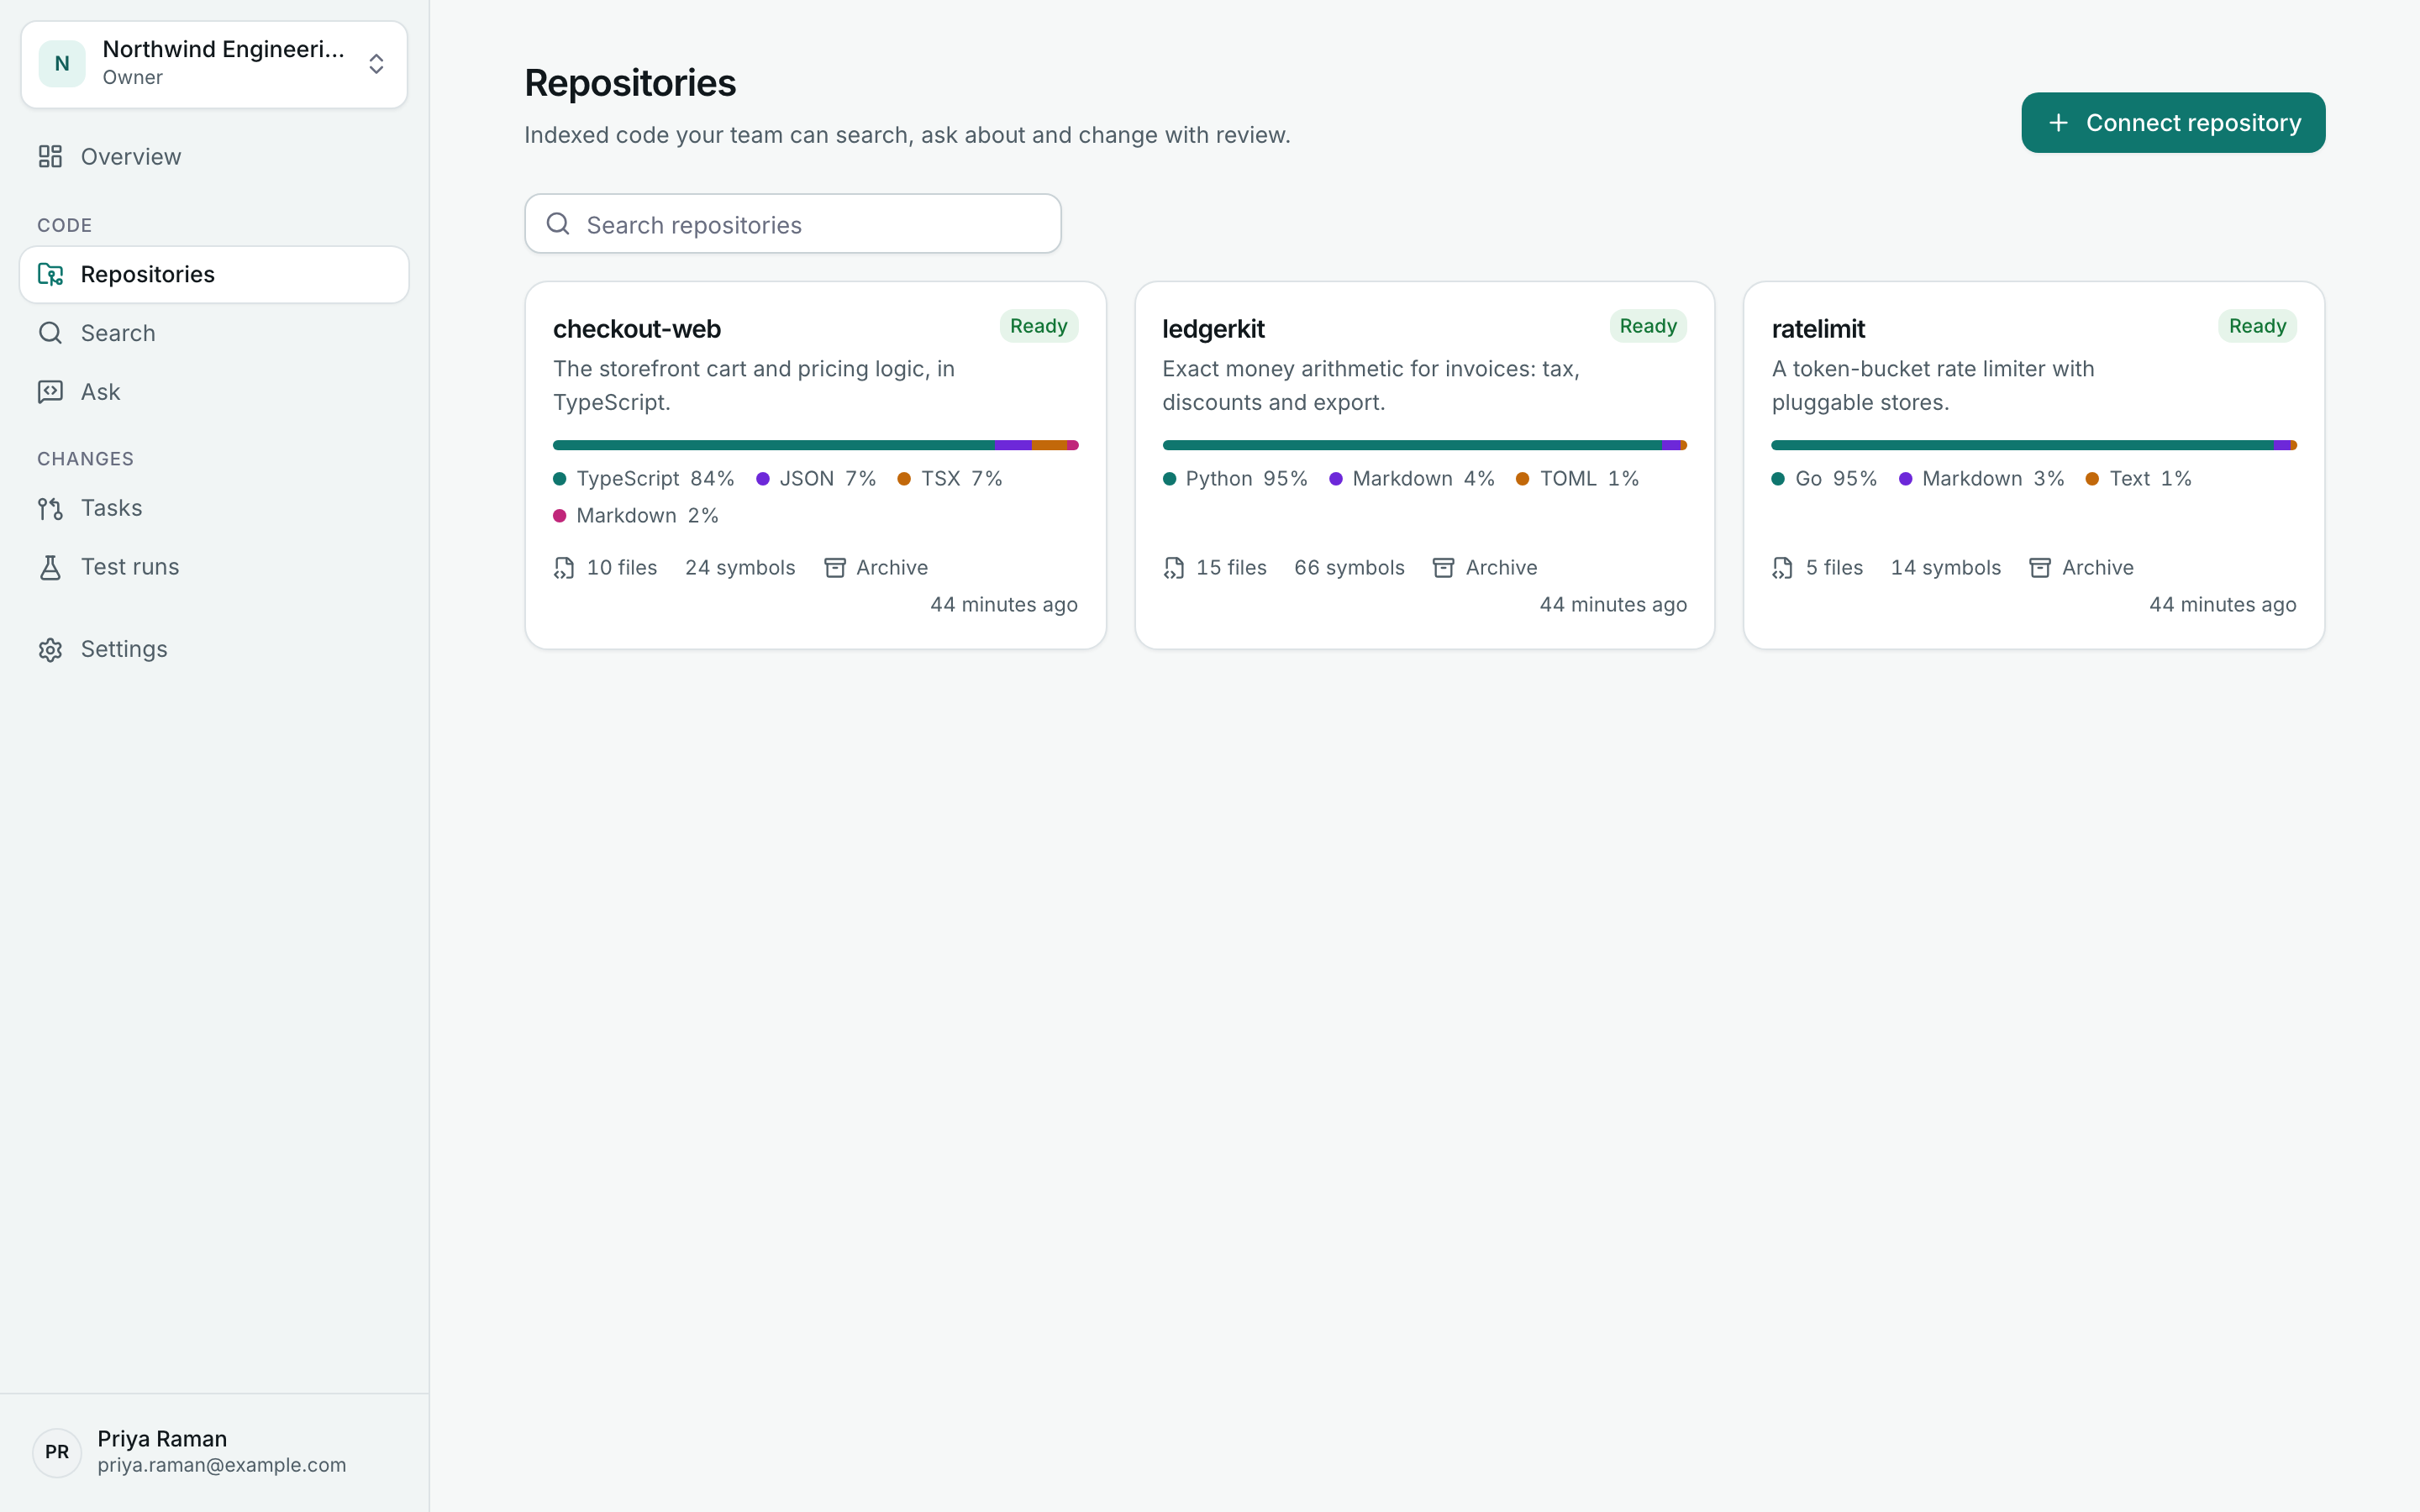 N
Northwind Engineeri...
Owner
Overview
CODE
Repositories
Search
Ask
CHANGES
Tasks
Test runs
Settings
PR
Priya Raman
priya.raman@example.com
Repositories
Indexed code your team can search, ask about and change with review.
Connect repository
Search repositories
checkout-web
Ready
The storefront cart and pricing logic, in
TypeScript.
TypeScript 84% JSON 7% TSX 7%
Markdown 2%
10 files 24 symbols Archive
44 minutes ago
ledgerkit
Ready
Exact money arithmetic for invoices: tax,
discounts and export.
Python 95% Markdown 4% TOML 1%
15 files 66 symbols Archive
44 minutes ago
ratelimit
Ready
A token-bucket rate limiter with
pluggable stores.
Go 95% Markdown 3% Text 1%
5 files 14 symbols Archive
44 minutes ago